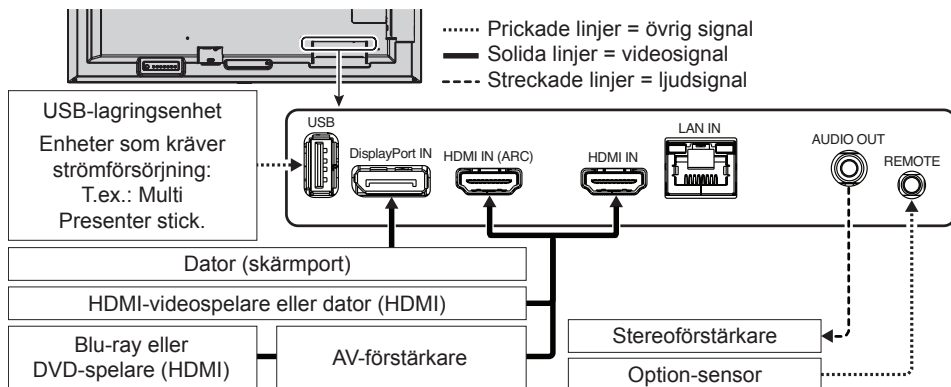 Prickade linjer = övrig signal
Solida linjer = videosignal
Streckade linjer = ljudsignal
USB-lagringsenhet
Enheter som kräver
strömförsörjning:
T.ex.: Multi
Presenter stick.
USB
DisplayPort IN
HDMI IN (ARC)
HDMI IN
LAN IN
AUDIO OUT
REMOTE
Dator (skärmport)
HDMI-videospelare eller dator (HDMI)
Blu-ray eller
DVD-spelare (HDMI)
AV-förstärkare
Stereoförstärkare
Option-sensor